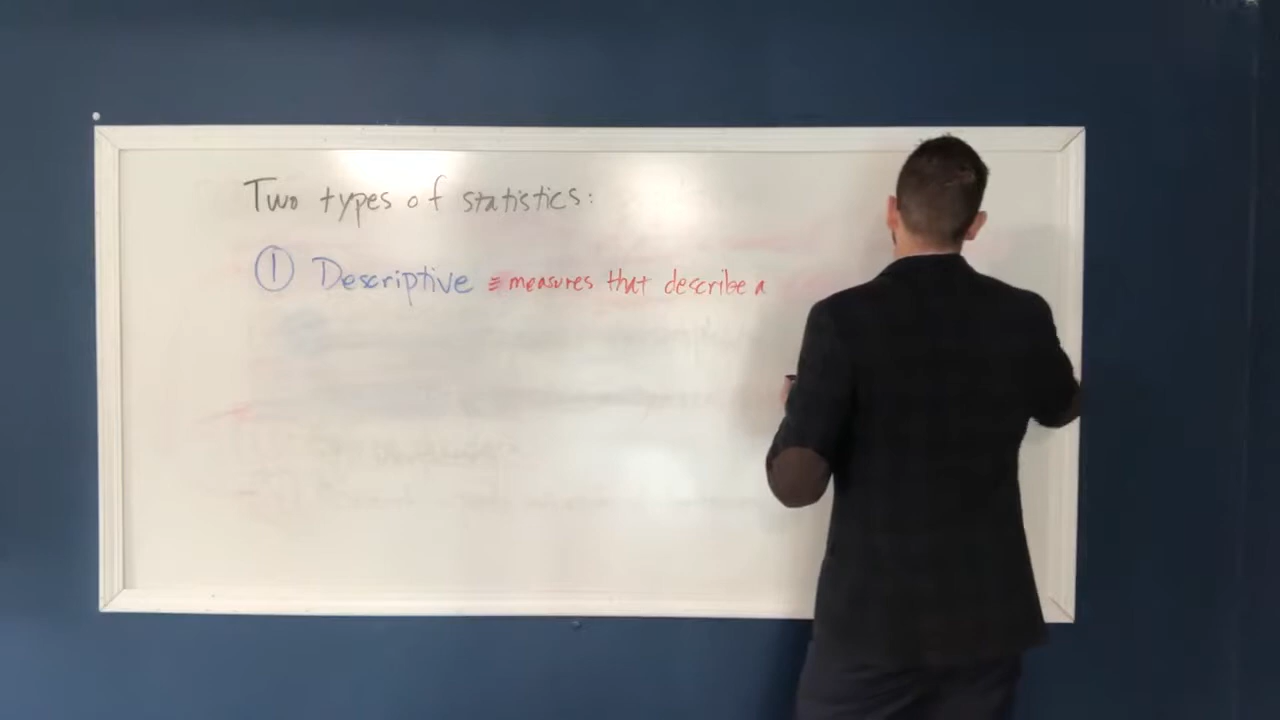 Two types of statistics:
① Descriptive ≡ measures that describe a